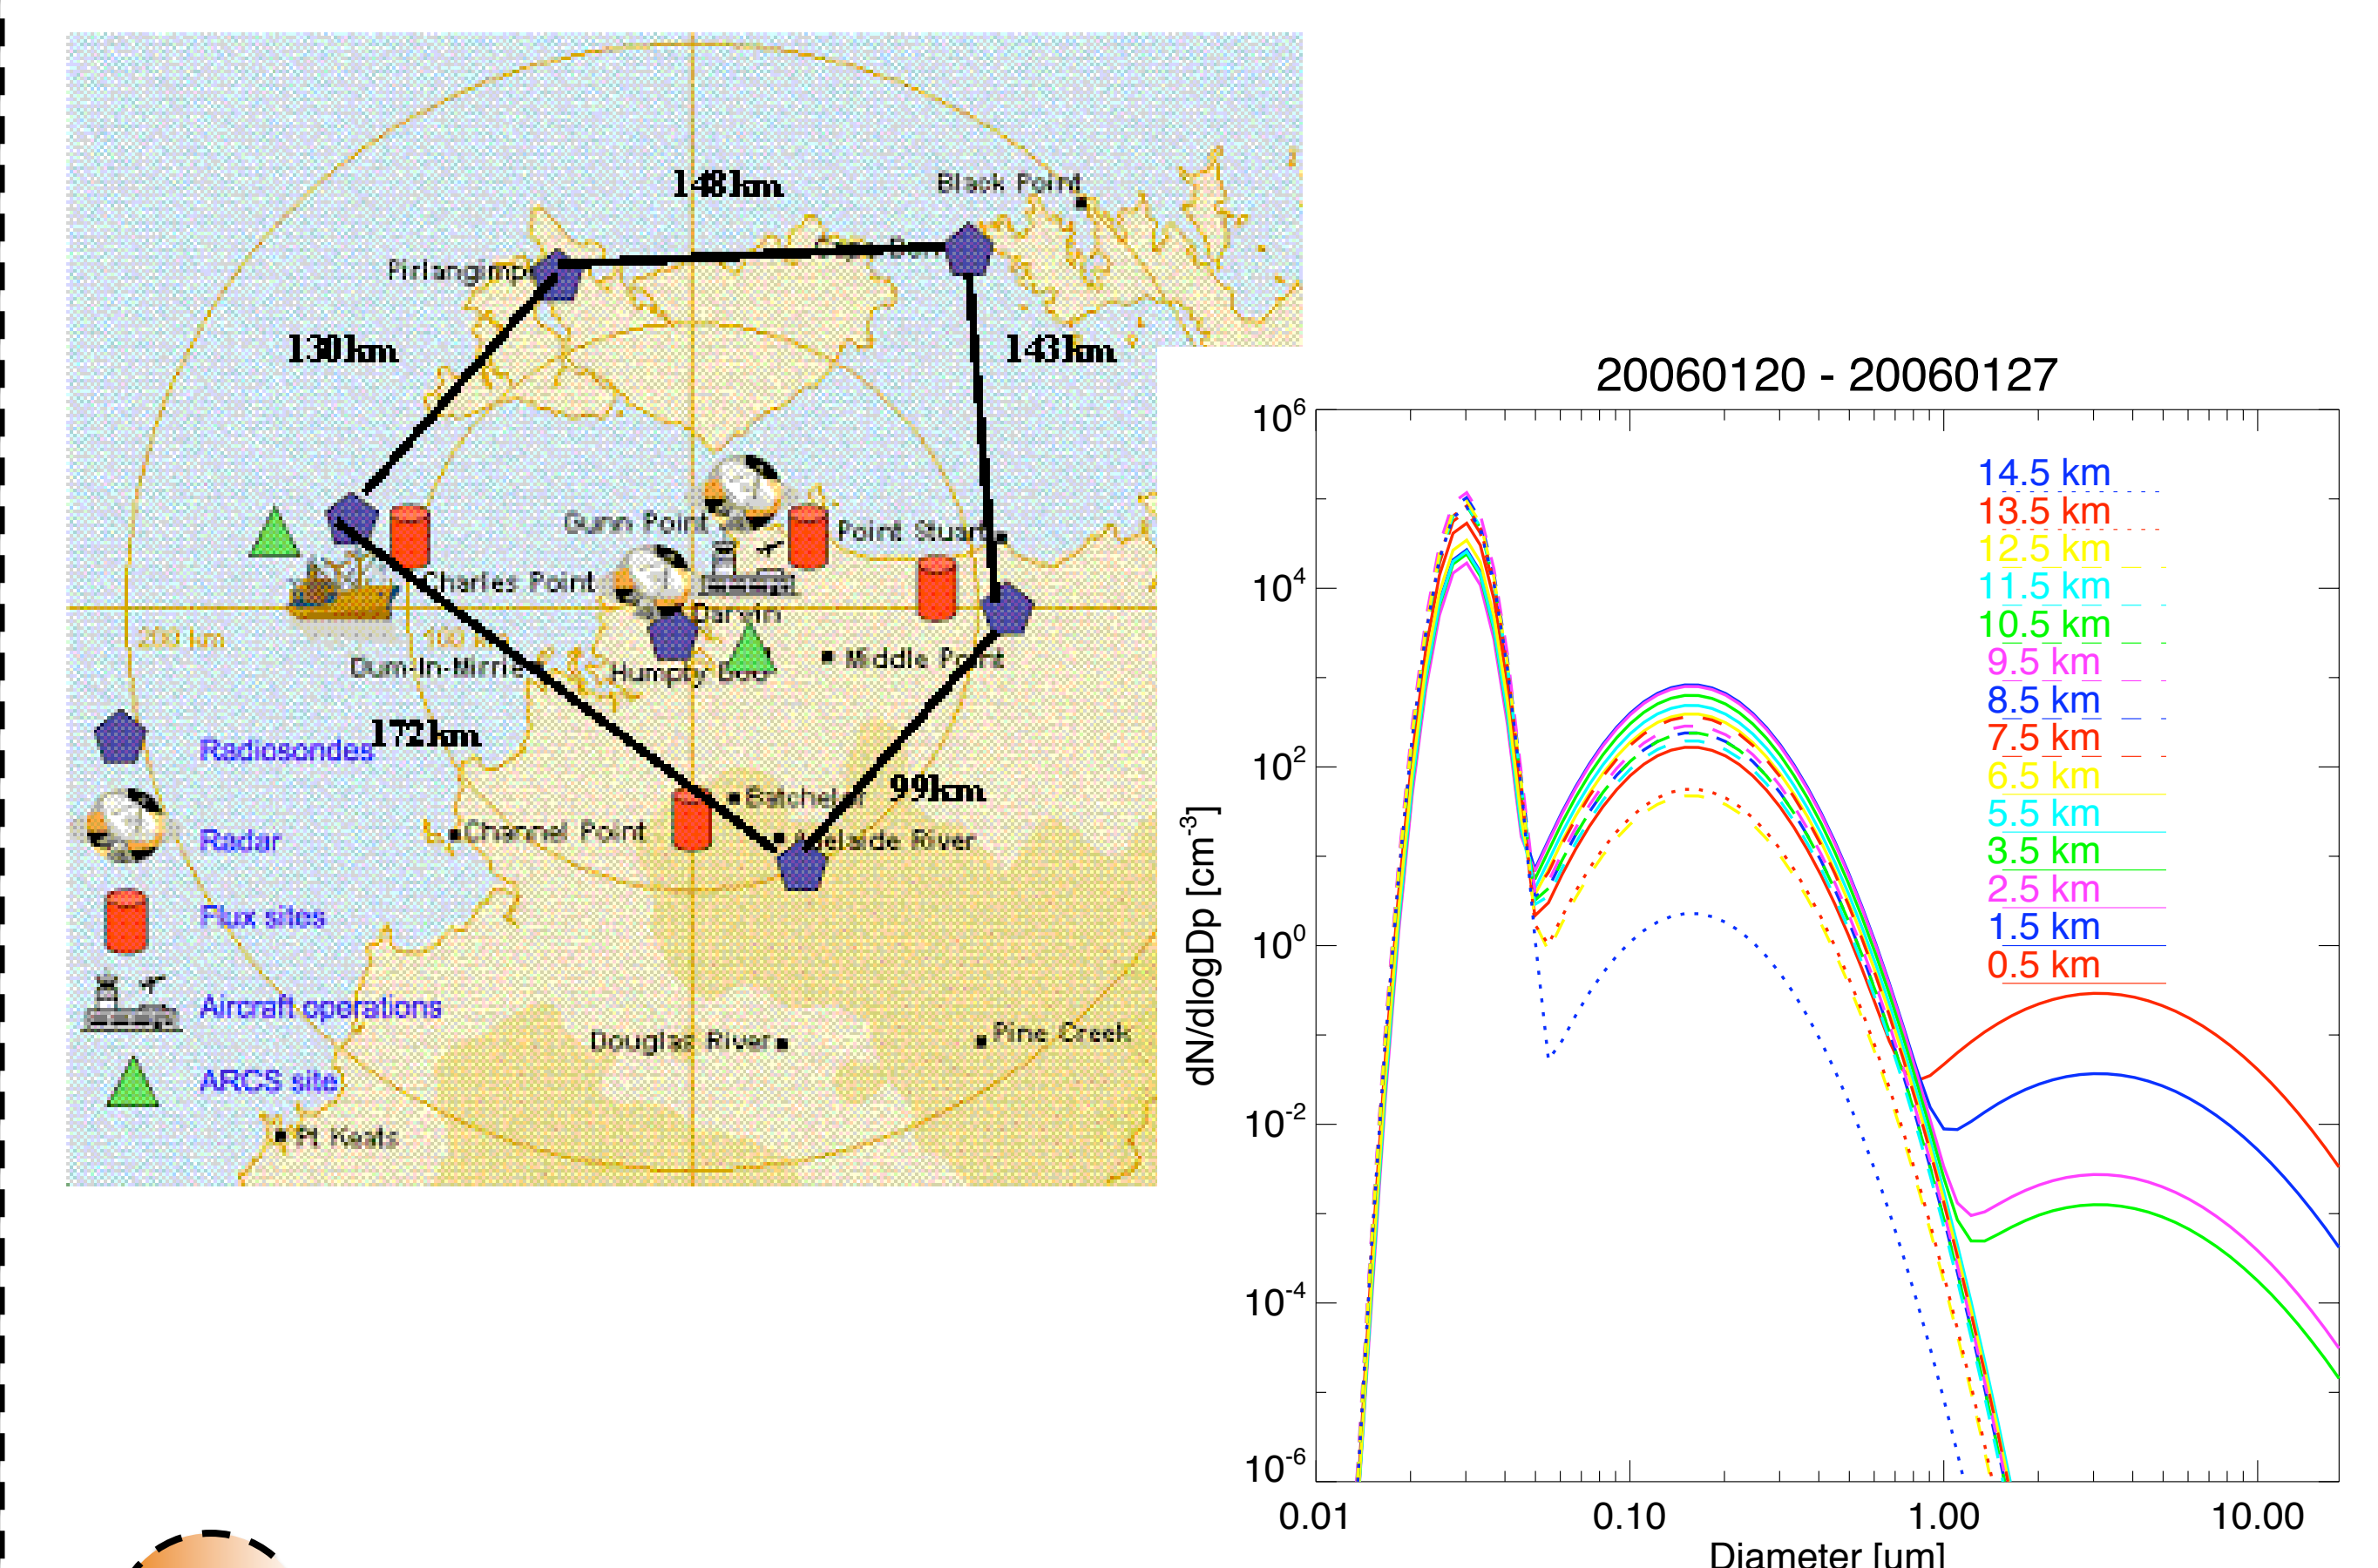 148km
Black Point
130km
143km
Gunn Point
Point Stuart
Charles Point
Darwin
200 km
Dum-In-Mirrie
Middle Point
Humpty Doo
172km
Radiosondes
99km
Batchelor
Channel Point
Adelaide River
Radar
Flux sites
Aircraft operations
Douglas River
Pine Creek
ARCS site
Pt Keats
20060120 - 20060127
10^6
10^4
10^2
10^0
10^-2
10^-4
10^-6
dN/dlogDp [cm^-3]
14.5 km
13.5 km
12.5 km
11.5 km
10.5 km
9.5 km
8.5 km
7.5 km
6.5 km
5.5 km
3.5 km
2.5 km
1.5 km
0.5 km
0.01 0.10 1.00 10.00
Diameter [um]